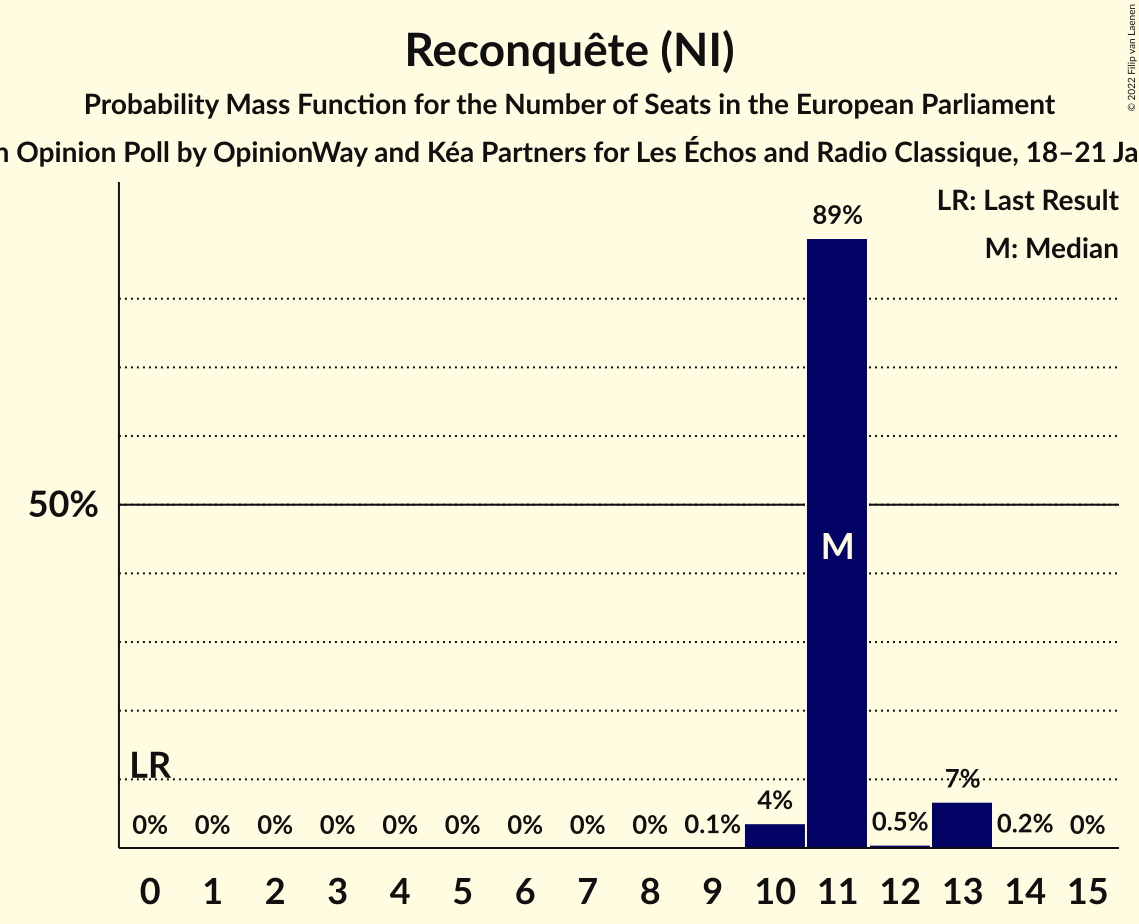 Reconquête (NI)
Probability Mass Function for the Number of Seats in the European Parliament
n Opinion Poll by OpinionWay and Kéa Partners for Les Échos and Radio Classique, 18–21 Ja
© 2022 Filip van Laenen
LR: Last Result
M: Median
89%
50%
M
LR
0% 0% 0% 0% 0% 0% 0% 0% 0% 0.1% 4% 0.5% 7% 0.2% 0%
0 1 2 3 4 5 6 7 8 9 10 11 12 13 14 15